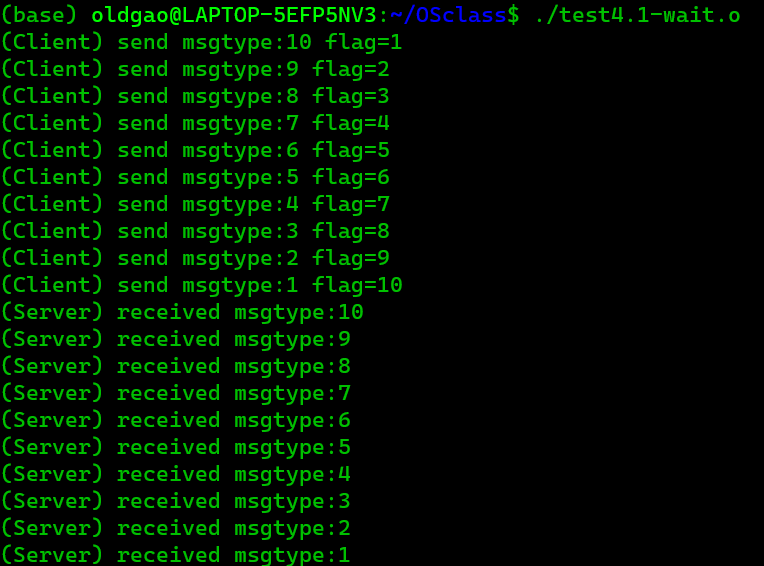 (base) oldgao@LAPTOP-5EFP5NV3:~/OSclass$ ./test4.1-wait.o
(Client) send msgtype:10 flag=1
(Client) send msgtype:9 flag=2
(Client) send msgtype:8 flag=3
(Client) send msgtype:7 flag=4
(Client) send msgtype:6 flag=5
(Client) send msgtype:5 flag=6
(Client) send msgtype:4 flag=7
(Client) send msgtype:3 flag=8
(Client) send msgtype:2 flag=9
(Client) send msgtype:1 flag=10
(Server) received msgtype:10
(Server) received msgtype:9
(Server) received msgtype:8
(Server) received msgtype:7
(Server) received msgtype:6
(Server) received msgtype:5
(Server) received msgtype:4
(Server) received msgtype:3
(Server) received msgtype:2
(Server) received msgtype:1